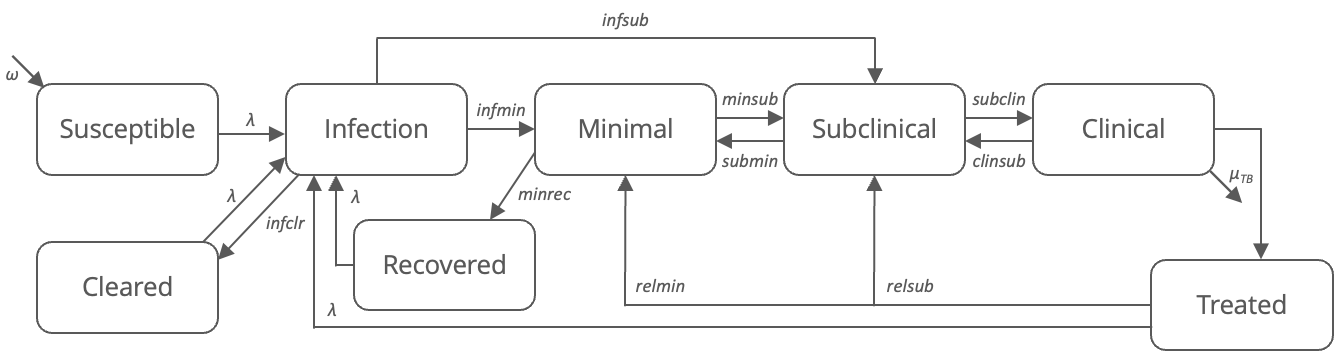 infsub
ω
Susceptible
λ
Infection
infmin
Minimal
minsub
submin
Subclinical
subclin
clinsub
Clinical
μTB
λ
infclr
λ
minrec
Cleared
Recovered
relmin
relsub
λ
Treated